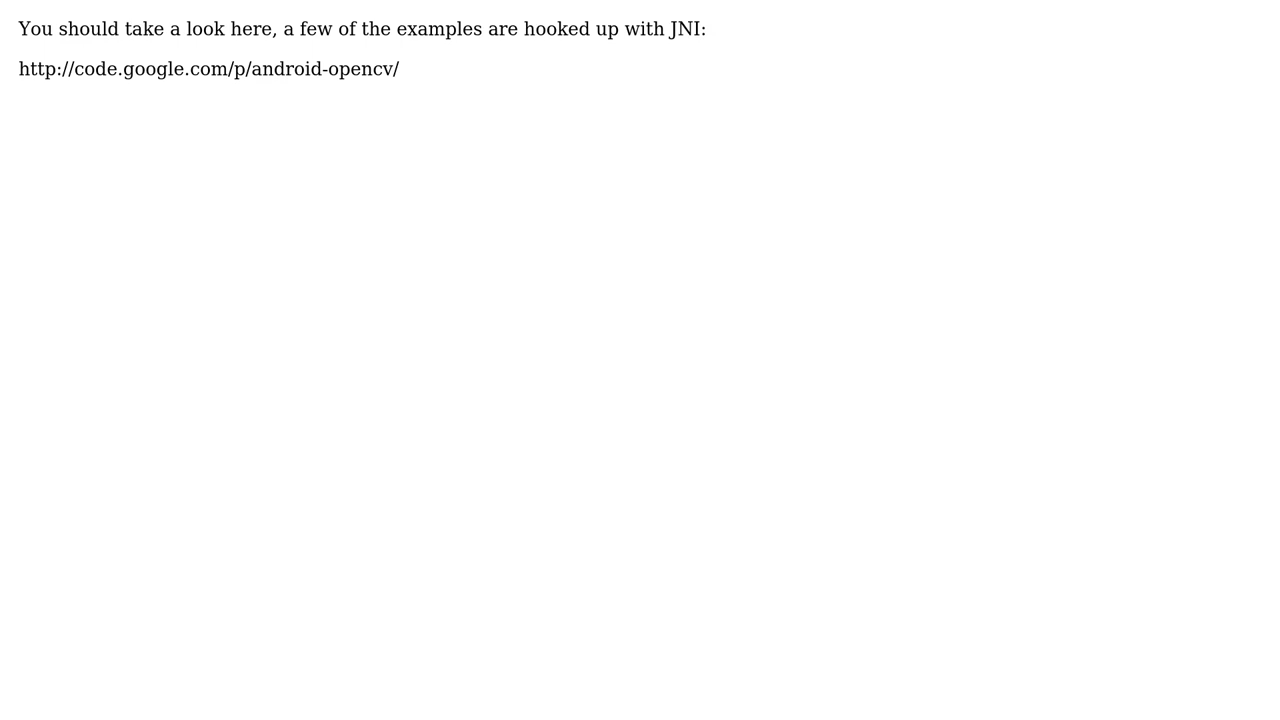 You should take a look here, a few of the examples are hooked up with JNI:
http://code.google.com/p/android-opencv/